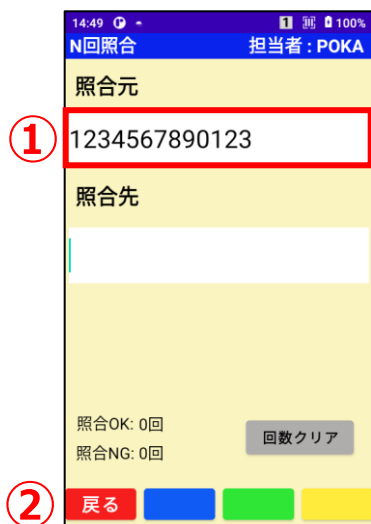 14:49 1 100%
N回照合 担当者 : POKA
照合元
① 1234567890123
照合先
照合OK: 0回
照合NG: 0回
回数クリア
② 戻る